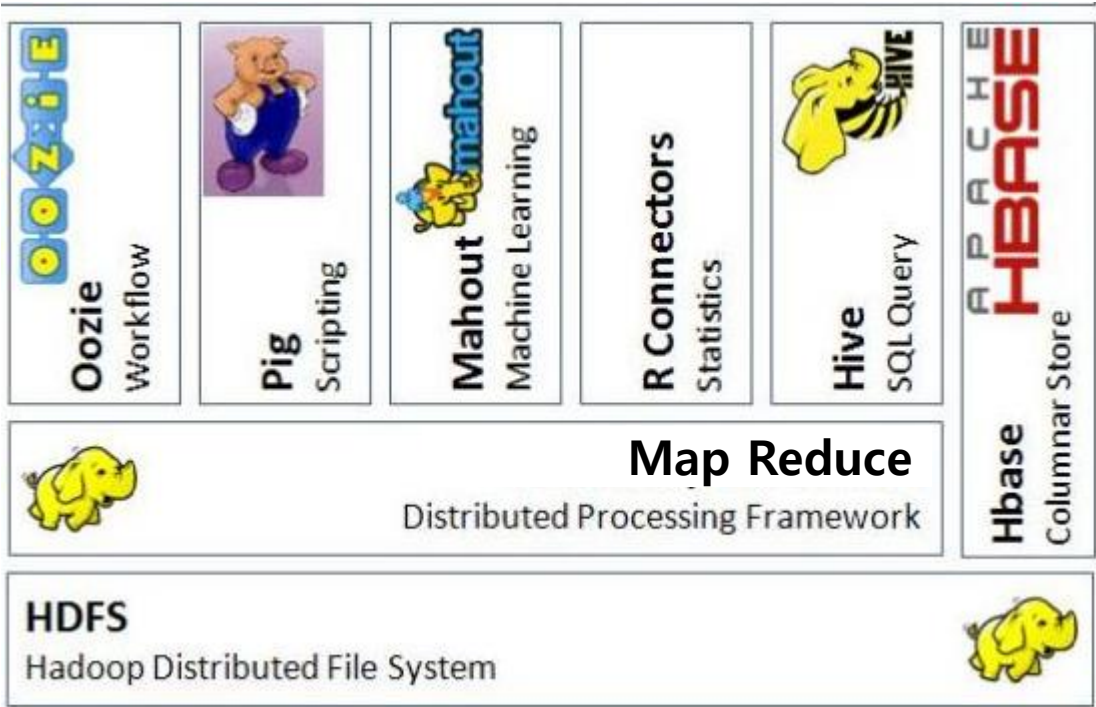 OOZIE
Oozie
Workflow
Pig
Scripting
mahout
Mahout
Machine Learning
R Connectors
Statistics
HIVE
Hive
SQL Query
APACHE
HBASE
Hbase
Columnar Store
Map Reduce
Distributed Processing Framework
HDFS
Hadoop Distributed File System